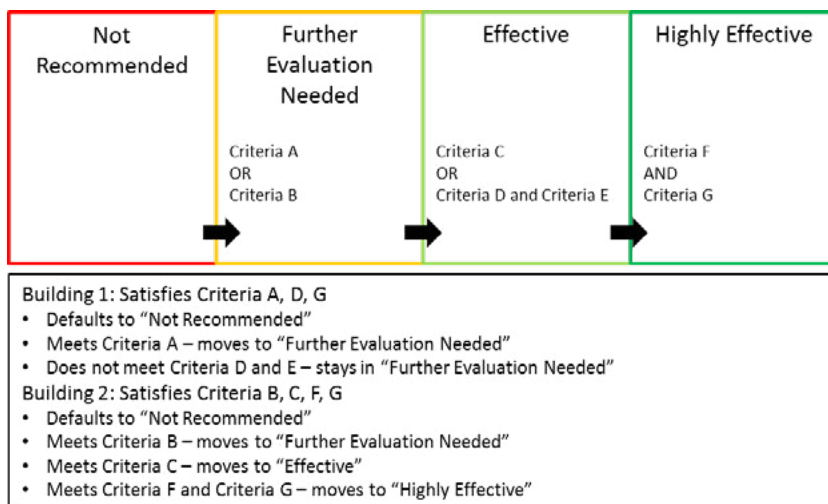 Not
Recommended
Further
Evaluation
Needed
Effective
Highly Effective
Criteria A
OR
Criteria B
Criteria C
OR
Criteria D and Criteria E
Criteria F
AND
Criteria G
Building 1: Satisfies Criteria A, D, G
• Defaults to “Not Recommended”
• Meets Criteria A – moves to “Further Evaluation Needed”
• Does not meet Criteria D and E – stays in “Further Evaluation Needed”
Building 2: Satisfies Criteria B, C, F, G
• Defaults to “Not Recommended”
• Meets Criteria B – moves to “Further Evaluation Needed”
• Meets Criteria C – moves to “Effective”
• Meets Criteria F and Criteria G – moves to “Highly Effective”